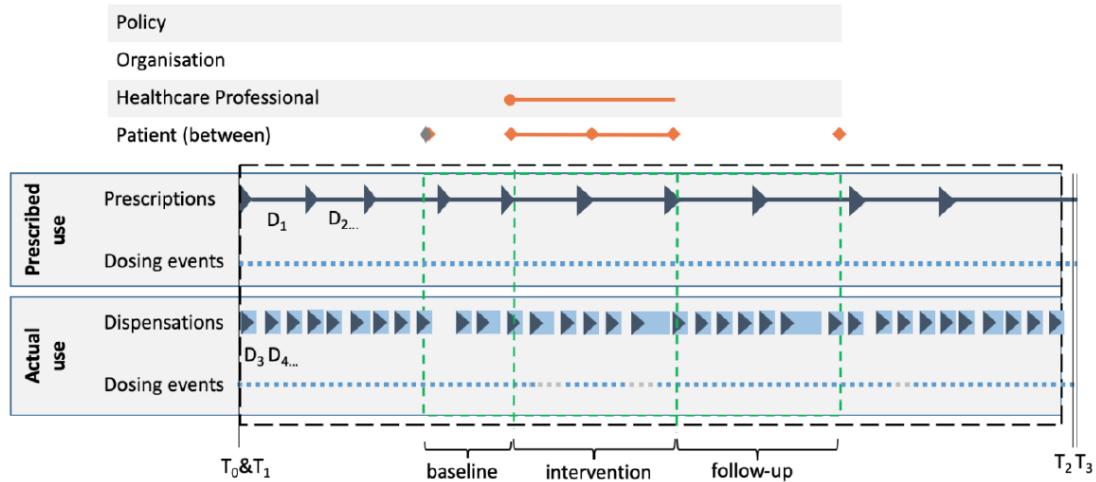 Policy
Organisation
Healthcare Professional
Patient (between)
Prescribed use
Prescriptions
D1
D2...
Dosing events
Actual use
Dispensations
D3 D4...
Dosing events
T0&T1
baseline
intervention
follow-up
T2 T3